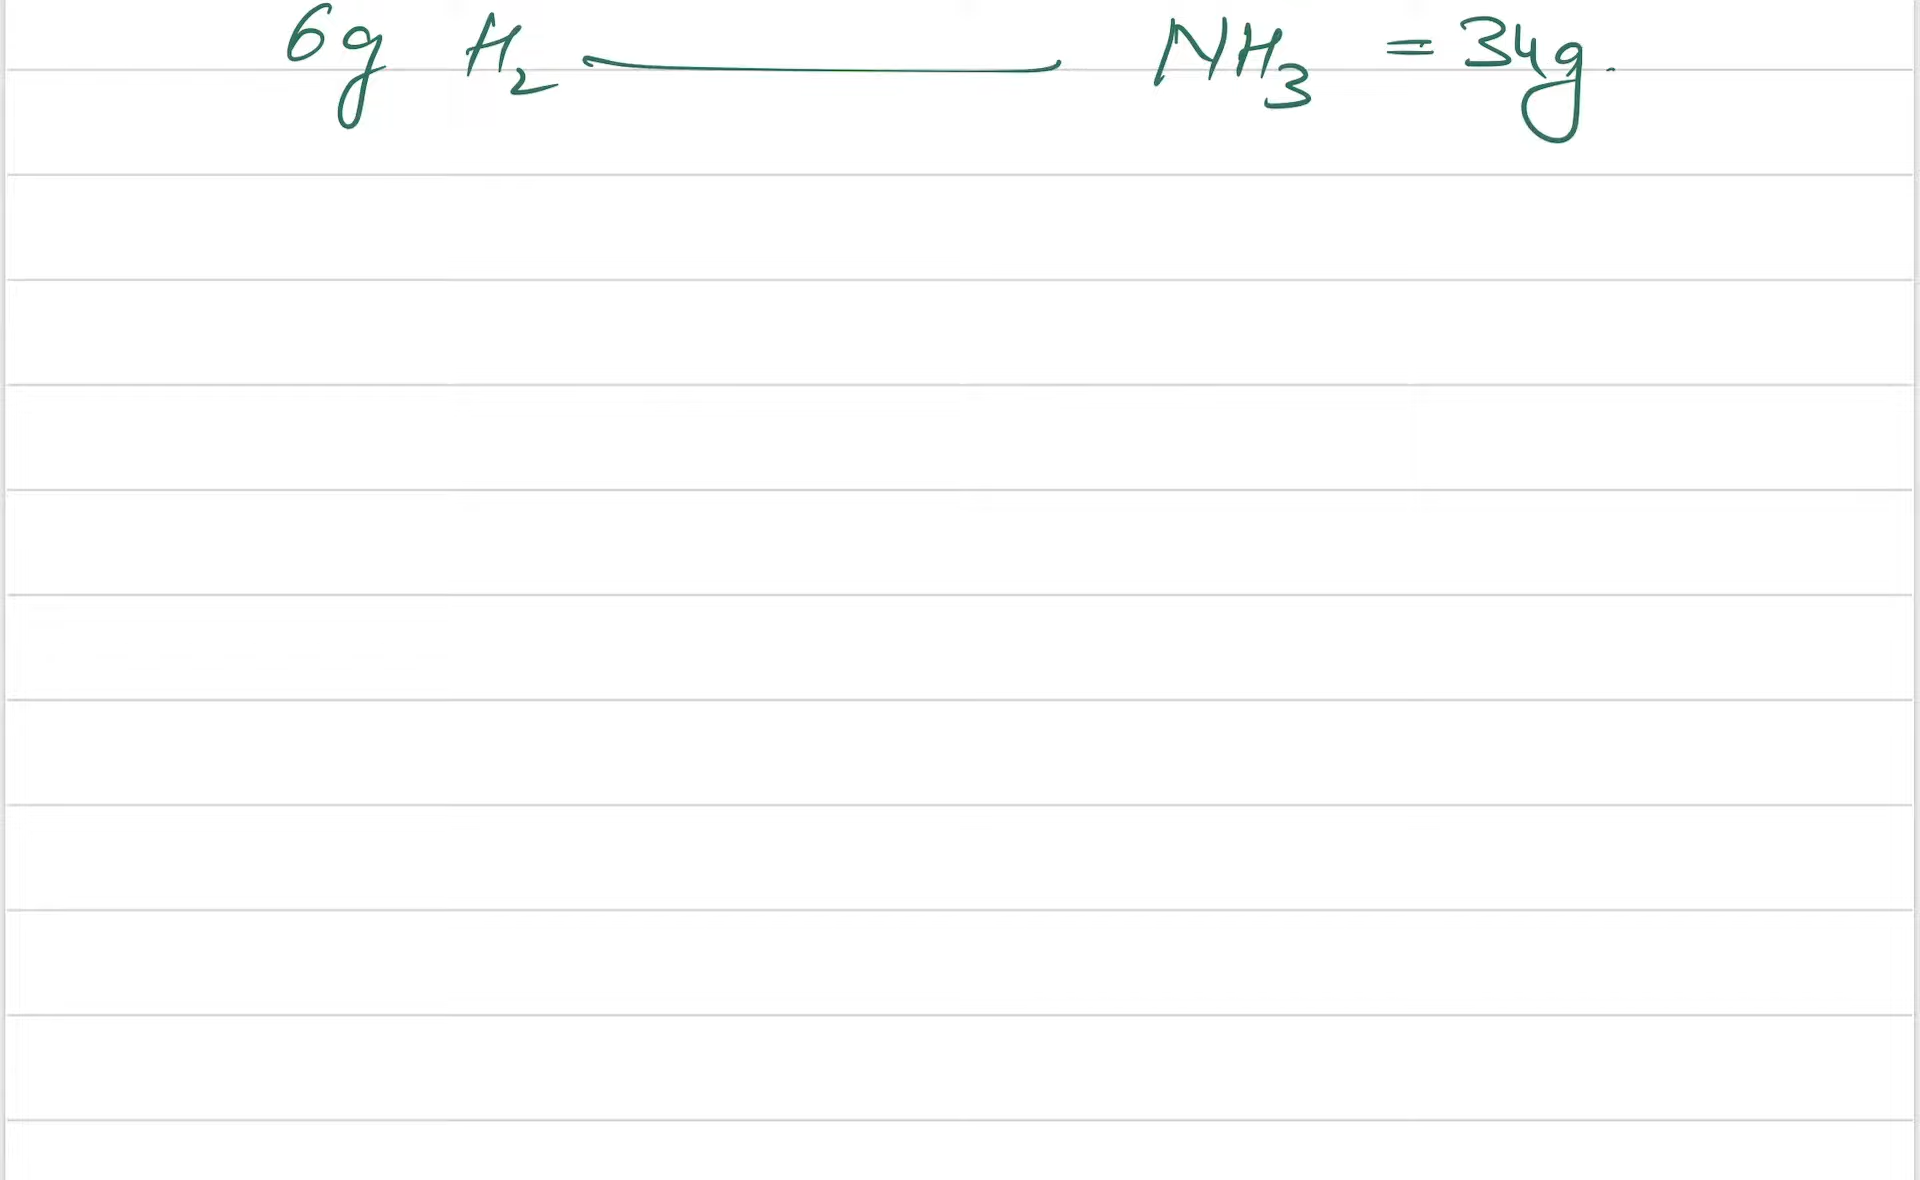 6g H₂ ——— NH₃ = 34g.